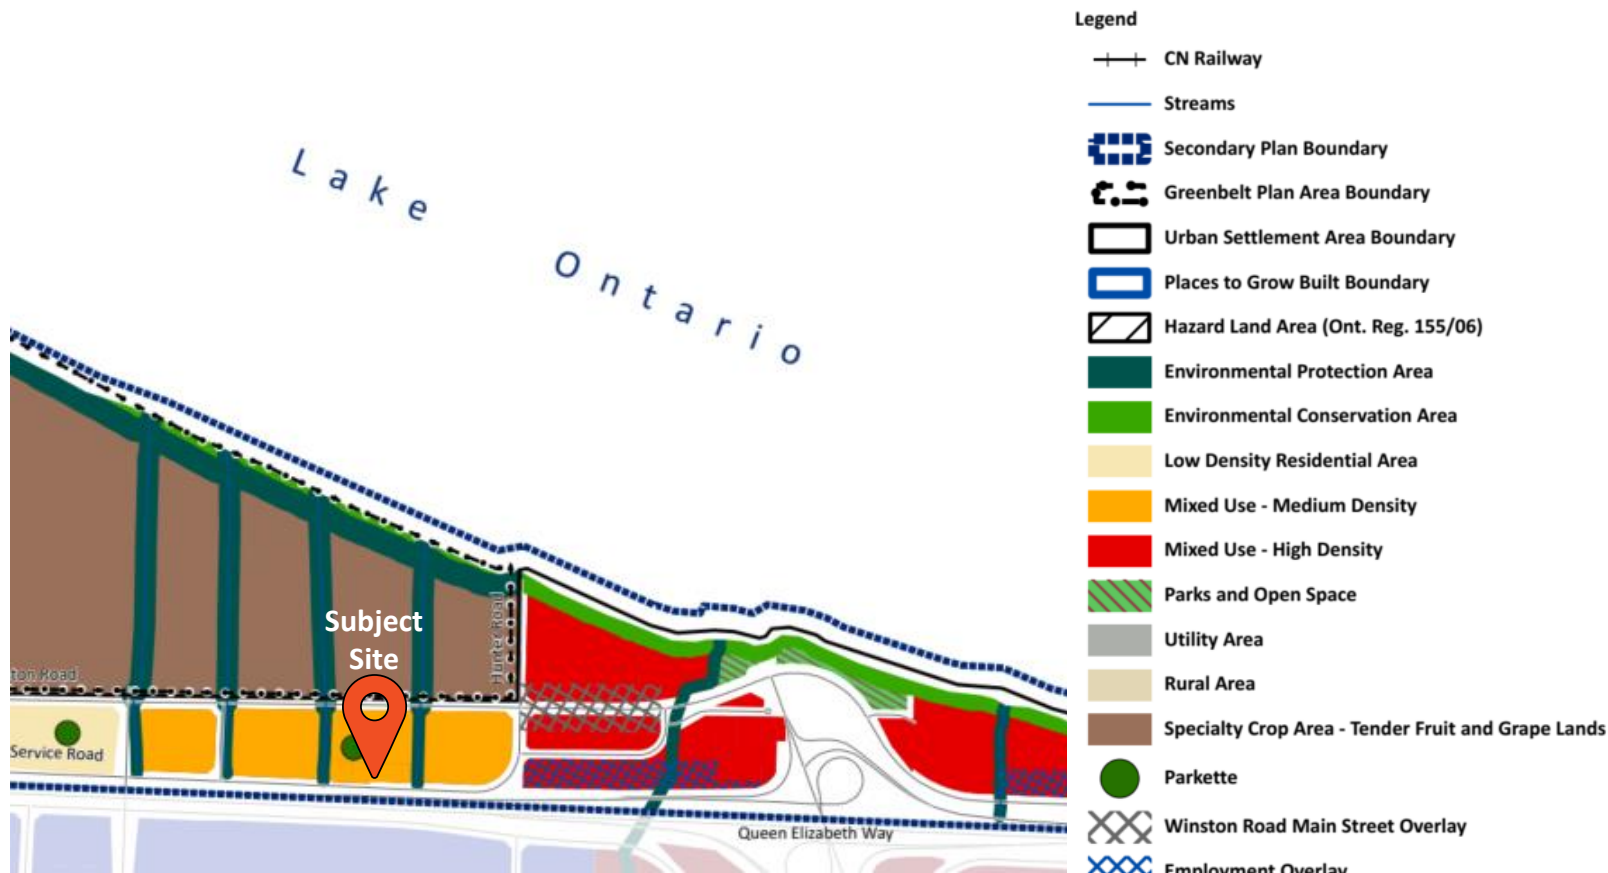 Legend
CN Railway
Streams
Secondary Plan Boundary
Greenbelt Plan Area Boundary
Urban Settlement Area Boundary
Places to Grow Built Boundary
Hazard Land Area (Ont. Reg. 155/06)
Environmental Protection Area
Environmental Conservation Area
Low Density Residential Area
Mixed Use - Medium Density
Mixed Use - High Density
Parks and Open Space
Utility Area
Rural Area
Specialty Crop Area - Tender Fruit and Grape Lands
Parkette
Winston Road Main Street Overlay
Employment Overlay
Lake
Ontario
Subject
Site
Hunter Road
ton Road
Service Road
Queen Elizabeth Way